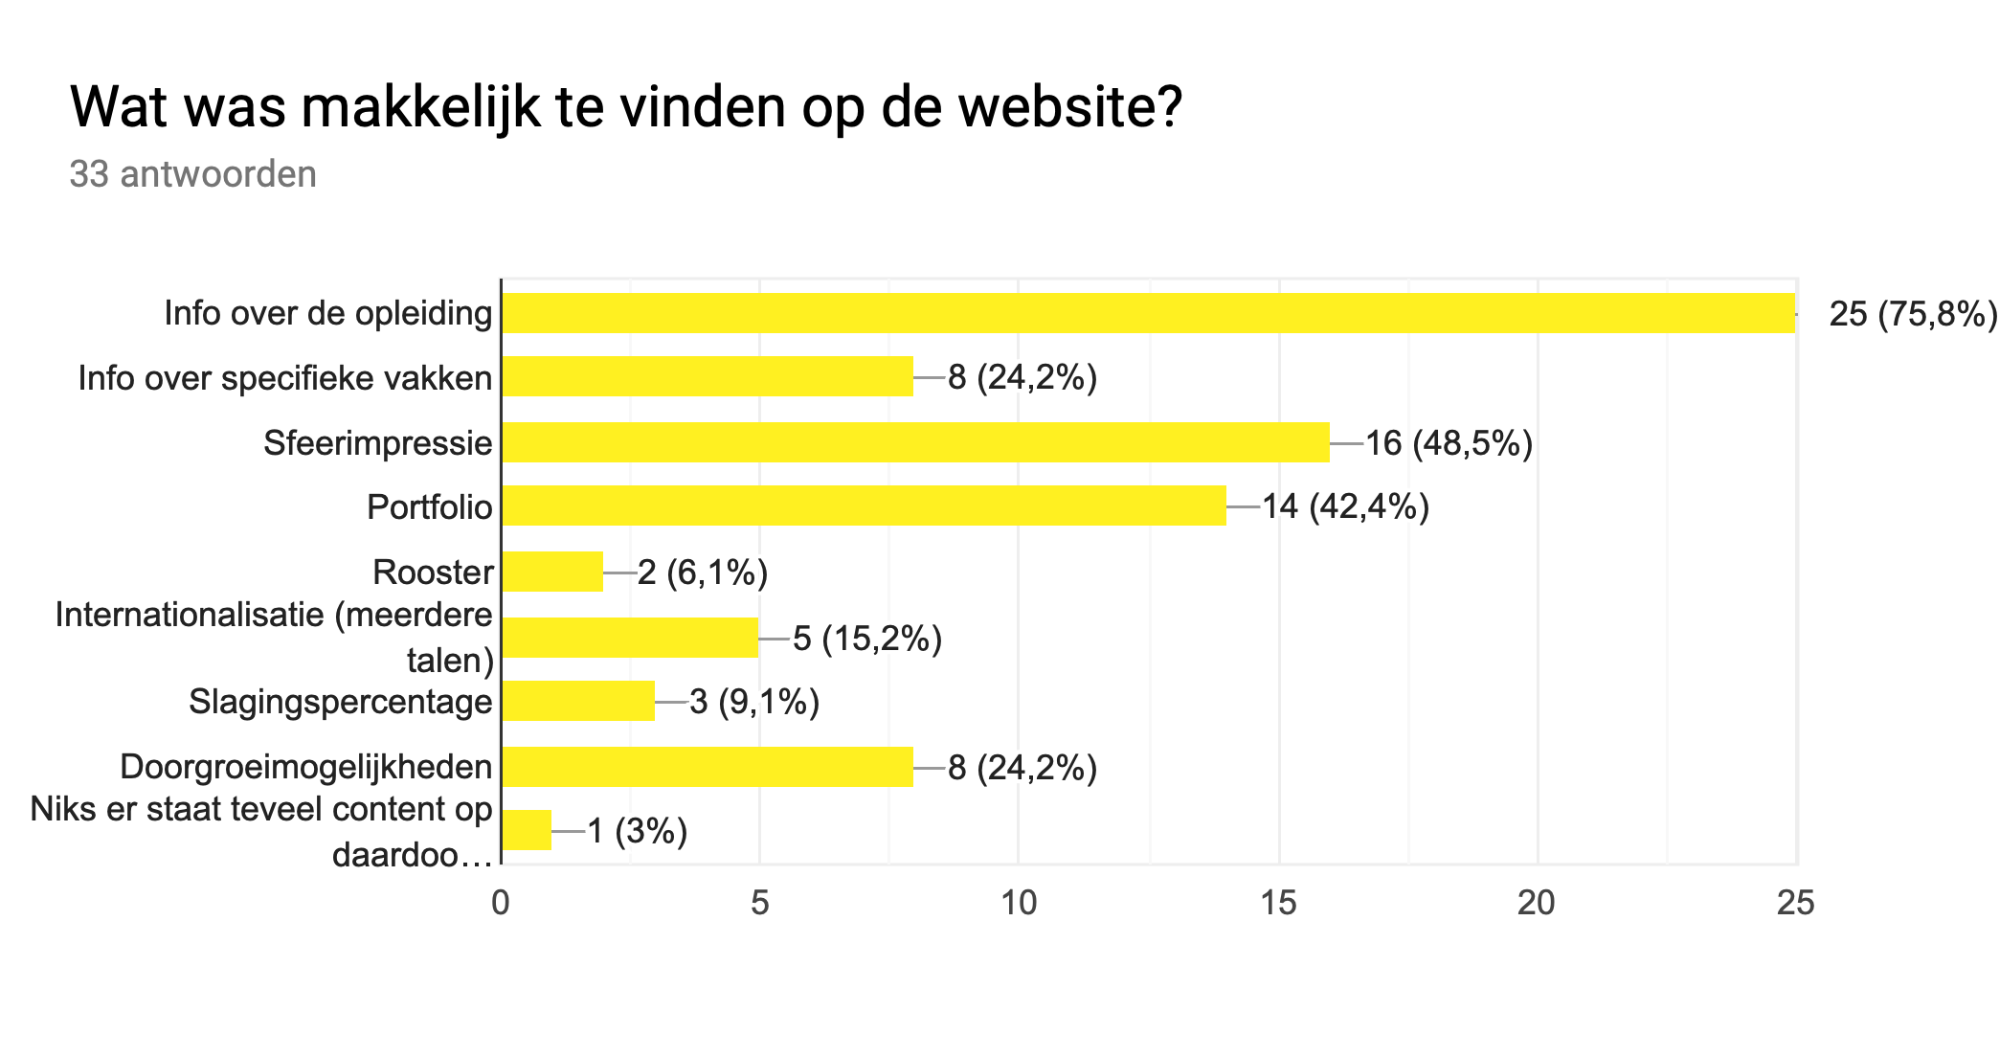 Wat was makkelijk te vinden op de website?
33 antwoorden
Info over de opleiding
25 (75,8%)
Info over specifieke vakken
8 (24,2%)
Sfeerimpressie
16 (48,5%)
Portfolio
14 (42,4%)
Rooster
2 (6,1%)
Internationalisatie (meerdere
talen)
5 (15,2%)
Slagingspercentage
3 (9,1%)
Doorgroeimogelijkheden
8 (24,2%)
Niks er staat teveel content op
daardoo…
1 (3%)
0 5 10 15 20 25